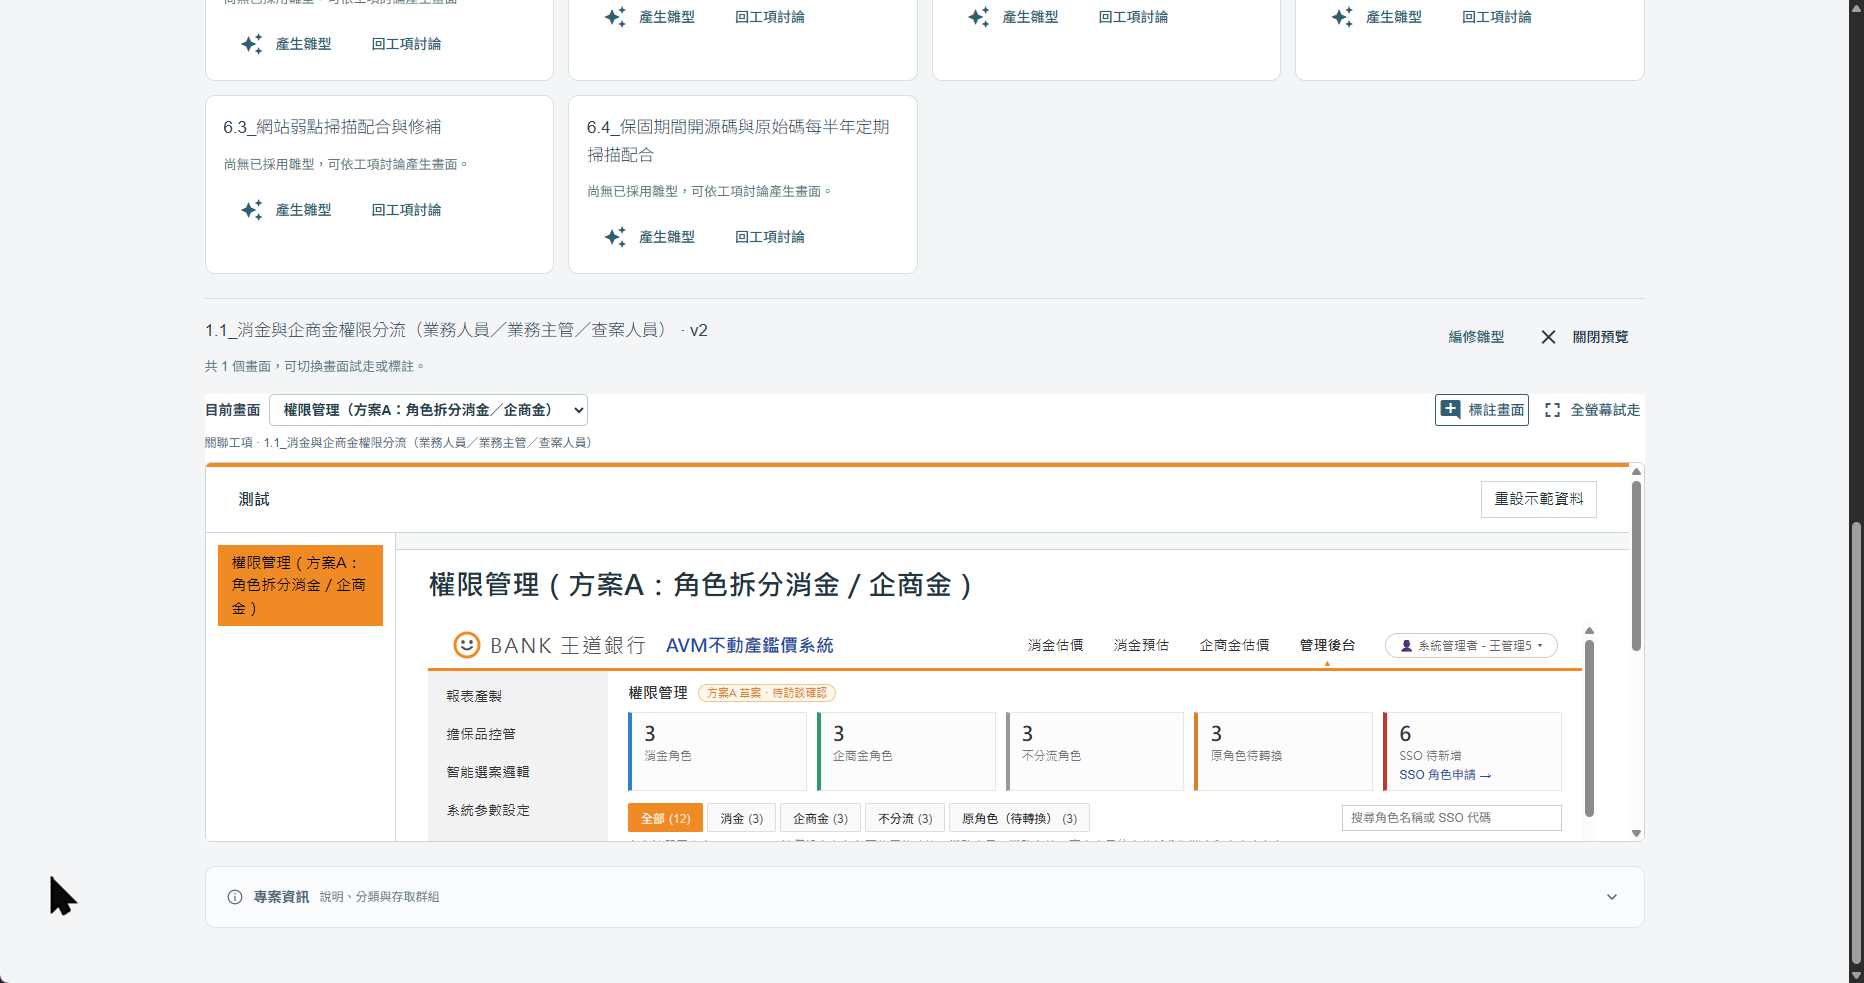 產生雛型 回工項討論
產生雛型 回工項討論
產生雛型 回工項討論
產生雛型 回工項討論
6.3_網站弱點掃描配合與修補
尚無已採用雛型，可依工項討論產生畫面。
產生雛型 回工項討論
6.4_保固期間開源碼與原始碼每半年定期
掃描配合
尚無已採用雛型，可依工項討論產生畫面。
產生雛型 回工項討論
1.1_消金與企商金權限分流（業務人員／業務主管／查案人員） · v2
編修雛型 關閉預覽
共 1 個畫面，可切換畫面試走或標註。
目前畫面 權限管理（方案A：角色拆分消金／企商金）
標註畫面 全螢幕試走
關聯工項 · 1.1_消金與企商金權限分流（業務人員／業務主管／查案人員）
測試
重設示範資料
權限管理（方案A：
角色拆分消金／企商
金）
權限管理（方案A：角色拆分消金／企商金）
BANK 王道銀行 AVM不動產鑑價系統
消金估價 消金預估 企商金估價 管理後台 系統管理者 - 王管理5
報表產製
擔保品控管
智能選案邏輯
系統參數設定
權限管理 方案A 草案 · 待訪談確認
3
消金角色
3
企商金角色
3
不分流角色
3
原角色待轉換
6
SSO 待新增
SSO 角色申請 →
全部 (12) 消金 (3) 企商金 (3) 不分流 (3) 原角色（待轉換） (3)
搜尋角色名稱或 SSO 代碼
專案資訊 說明、分類與存取群組